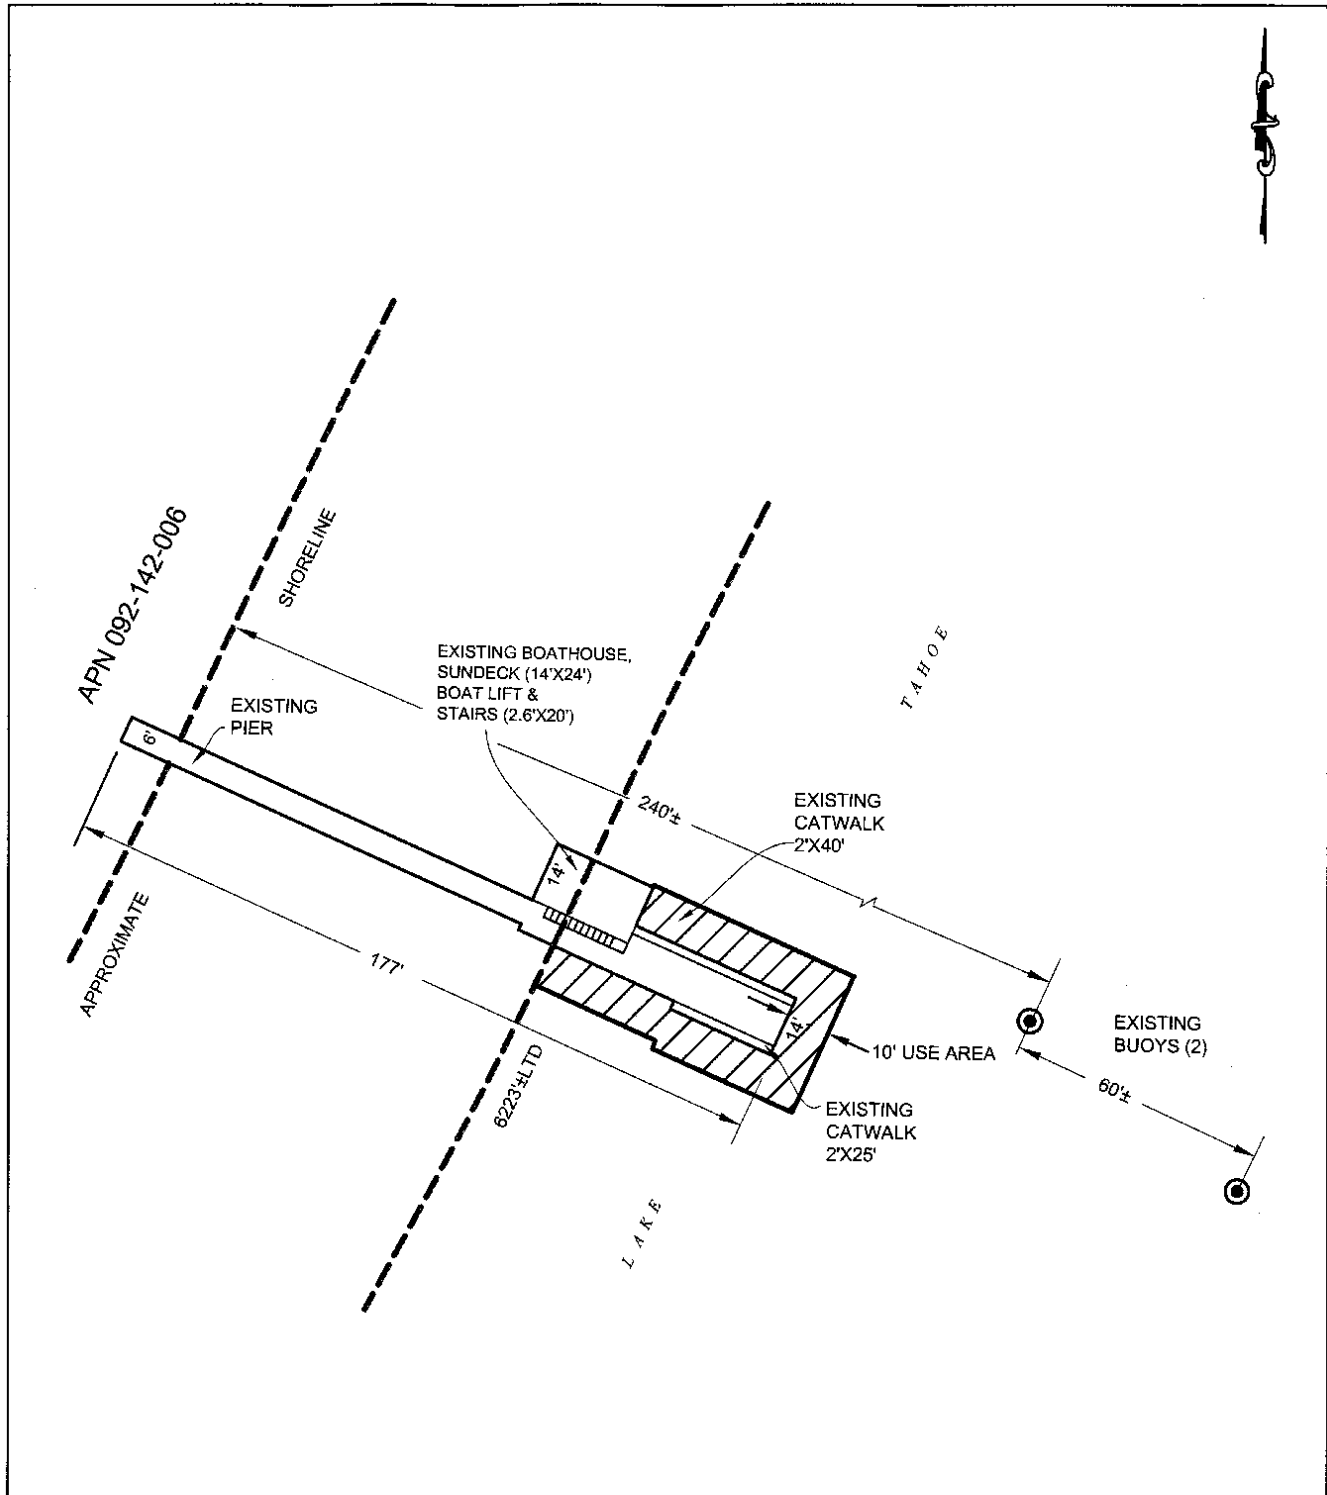 APN 092-142-006
SHORELINE
EXISTING BOATHOUSE,
SUNDECK (14'X24')
BOAT LIFT &
STAIRS (2.6'X20')
TAHOE
EXISTING
PIER
6'
240'±
EXISTING
CATWALK
2'X40'
14'
APPROXIMATE
177'
14'
10' USE AREA
EXISTING
BUOYS (2)
60'±
6223'±LTD
EXISTING
CATWALK
2'X25'
LAKE